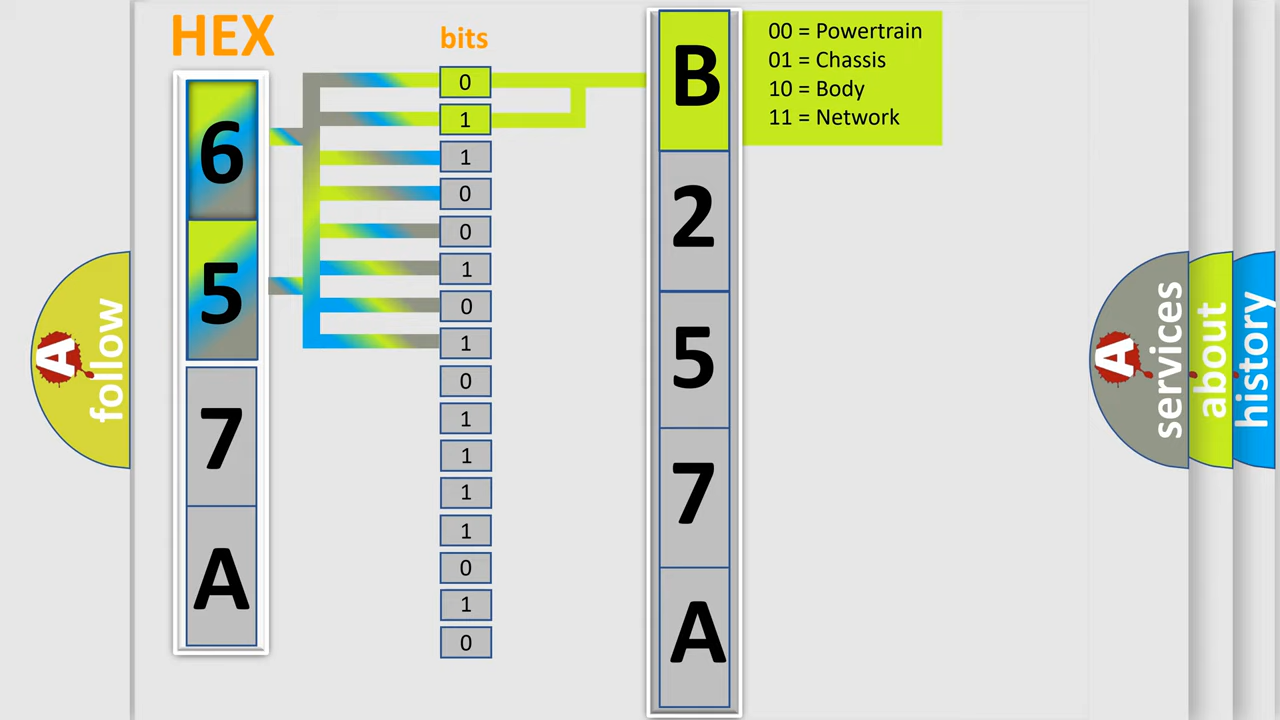 HEX
bits
6
5
7
A
0
1
1
0
0
1
0
1
0
1
1
1
1
0
1
0
B
2
5
7
A
00 = Powertrain
01 = Chassis
10 = Body
11 = Network
A
follow
A
services
about
history